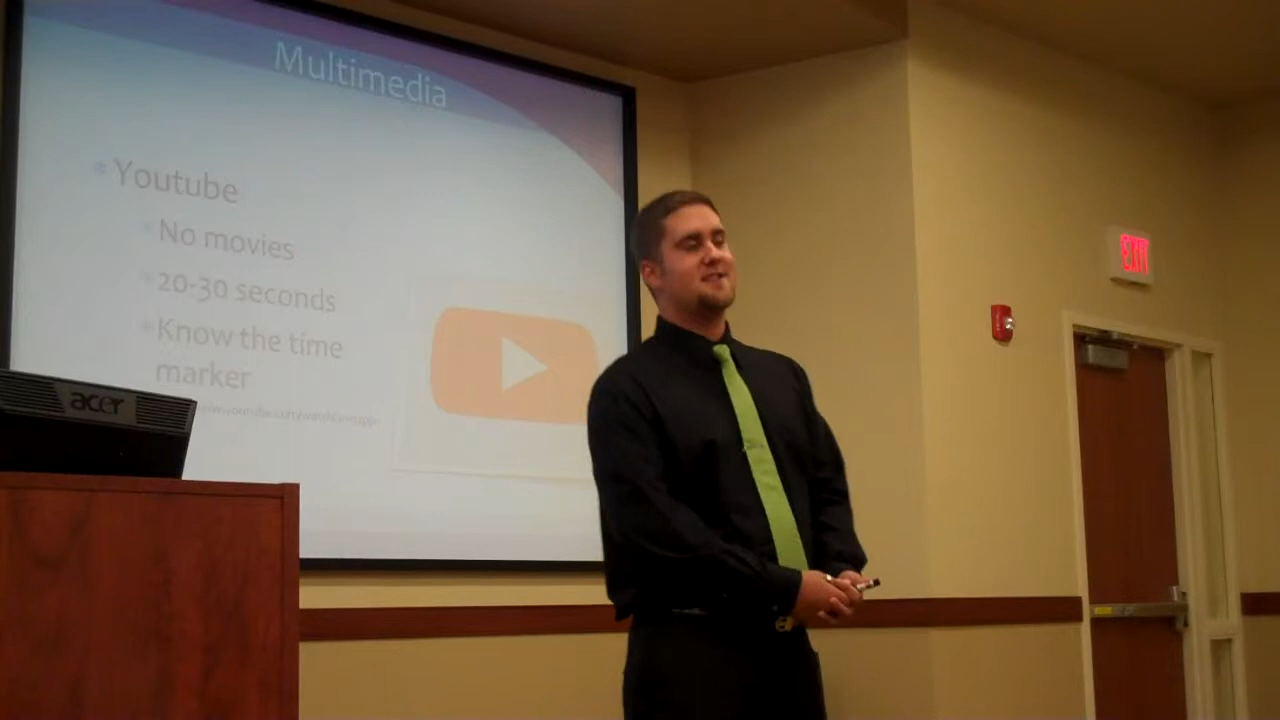 Multimedia
Youtube
No movies
20-30 seconds
Know the time
marker
acer
EXIT